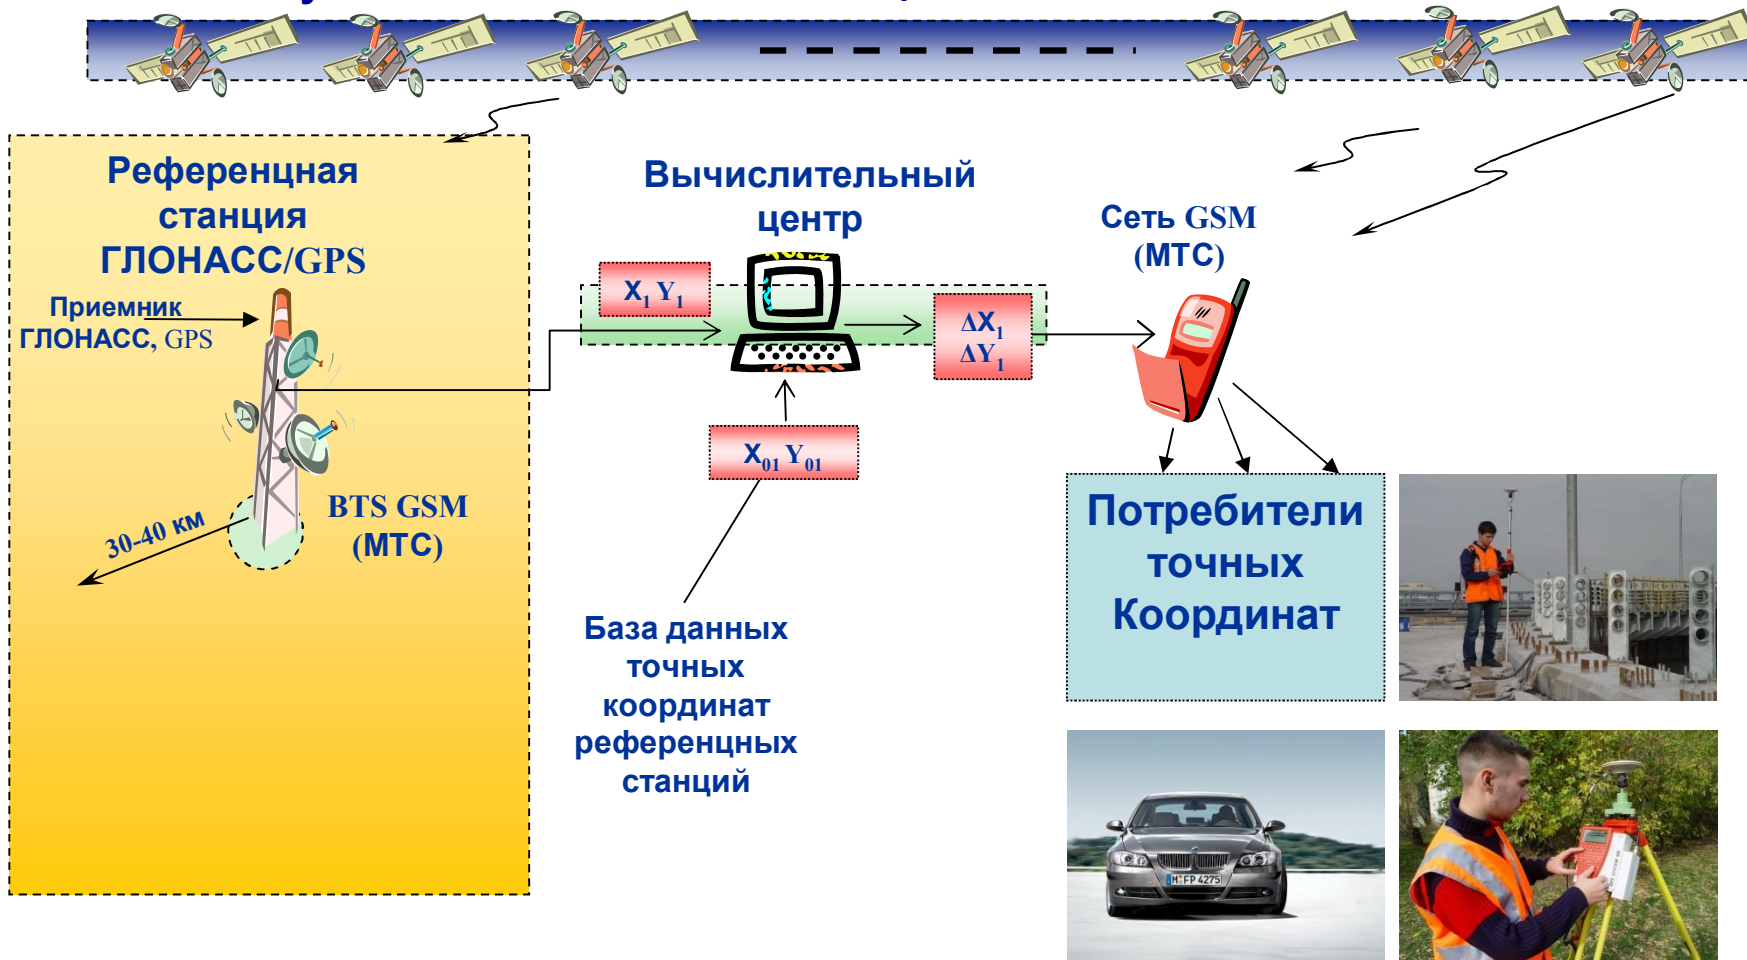 Референцная
станция
ГЛОНАСС/GPS
Приемник
ГЛОНАСС, GPS
BTS GSM
(МТС)
30-40 км
Вычислительный
центр
X₁ Y₁
ΔX₁
ΔY₁
X₀₁ Y₀₁
База данных
точных
координат
референцных
станций
Сеть GSM
(МТС)
Потребители
точных
Координат
M FP 4275